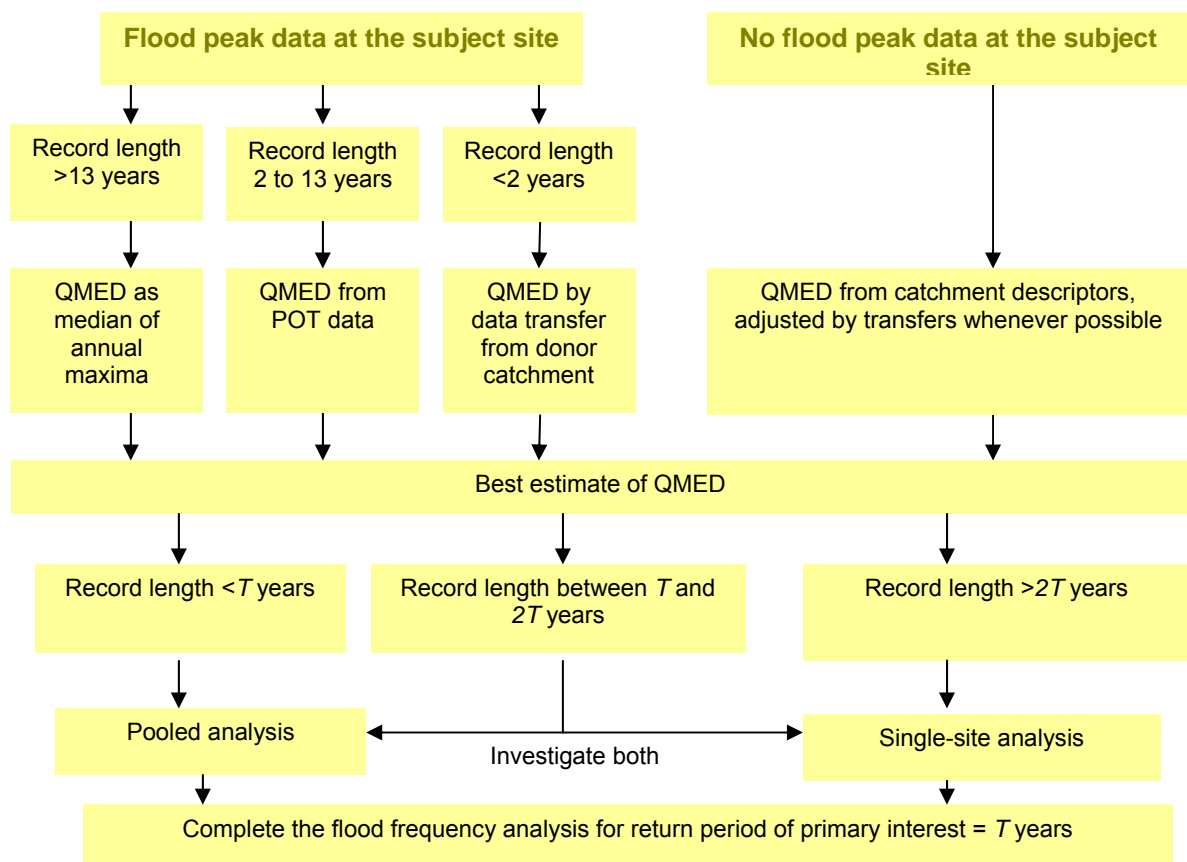 Flood peak data at the subject site
No flood peak data at the subject
site
Record length
>13 years
Record length
2 to 13 years
Record length
<2 years
QMED as
median of
annual
maxima
QMED from
POT data
QMED by
data transfer
from donor
catchment
QMED from catchment descriptors,
adjusted by transfers whenever possible
Best estimate of QMED
Record length <T years
Record length between T and
2T years
Record length >2T years
Pooled analysis
Investigate both
Single-site analysis
Complete the flood frequency analysis for return period of primary interest = T years